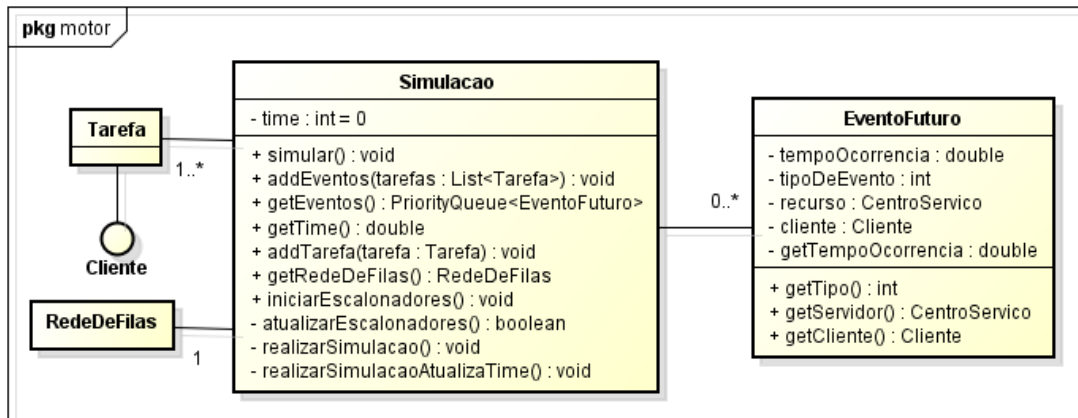 pkg motor
Tarefa
1..*
Cliente
RedeDeFilas
1
Simulacao
- time : int = 0
+ simular() : void
+ addEventos(tarefas : List<Tarefa>) : void
+ getEventos() : PriorityQueue<EventoFuturo>
+ getTime() : double
+ addTarefa(tarefa : Tarefa) : void
+ getRedeDeFilas() : RedeDeFilas
+ iniciarEscalonadores() : void
- atualizarEscalonadores() : boolean
- realizarSimulacao() : void
- realizarSimulacaoAtualizaTime() : void
0..*
EventoFuturo
- tempoOcorrencia : double
- tipoDeEvento : int
- recurso : CentroServico
- cliente : Cliente
- getTempoOcorrencia : double
+ getTipo() : int
+ getServidor() : CentroServico
+ getCliente() : Cliente